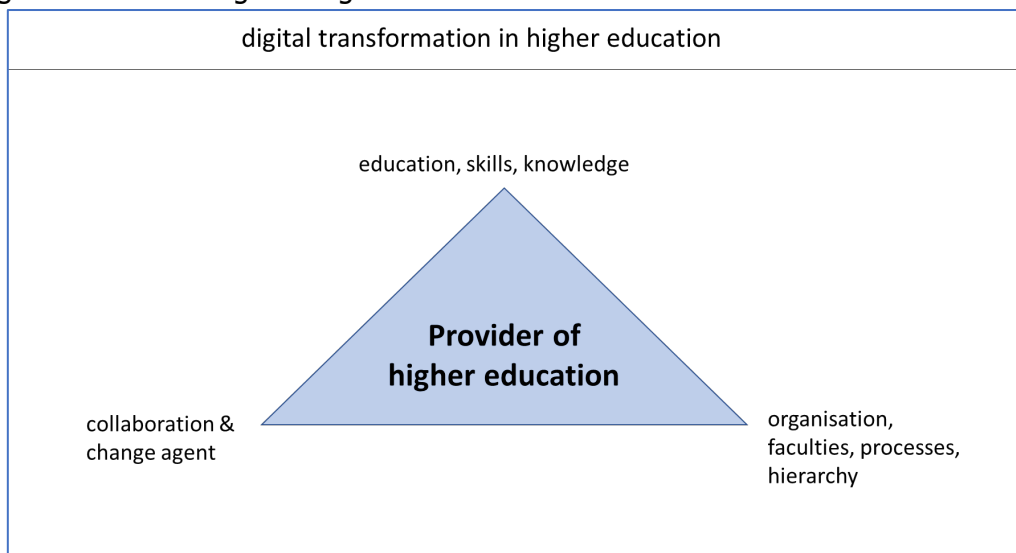 digital transformation in higher education
education, skills, knowledge
Provider of
higher education
collaboration &
change agent
organisation,
faculties, processes,
hierarchy